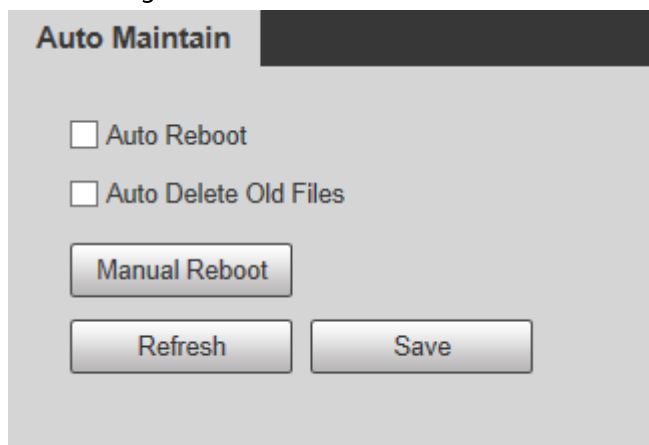 Auto Maintain
Auto Reboot
Auto Delete Old Files
Manual Reboot
Refresh Save